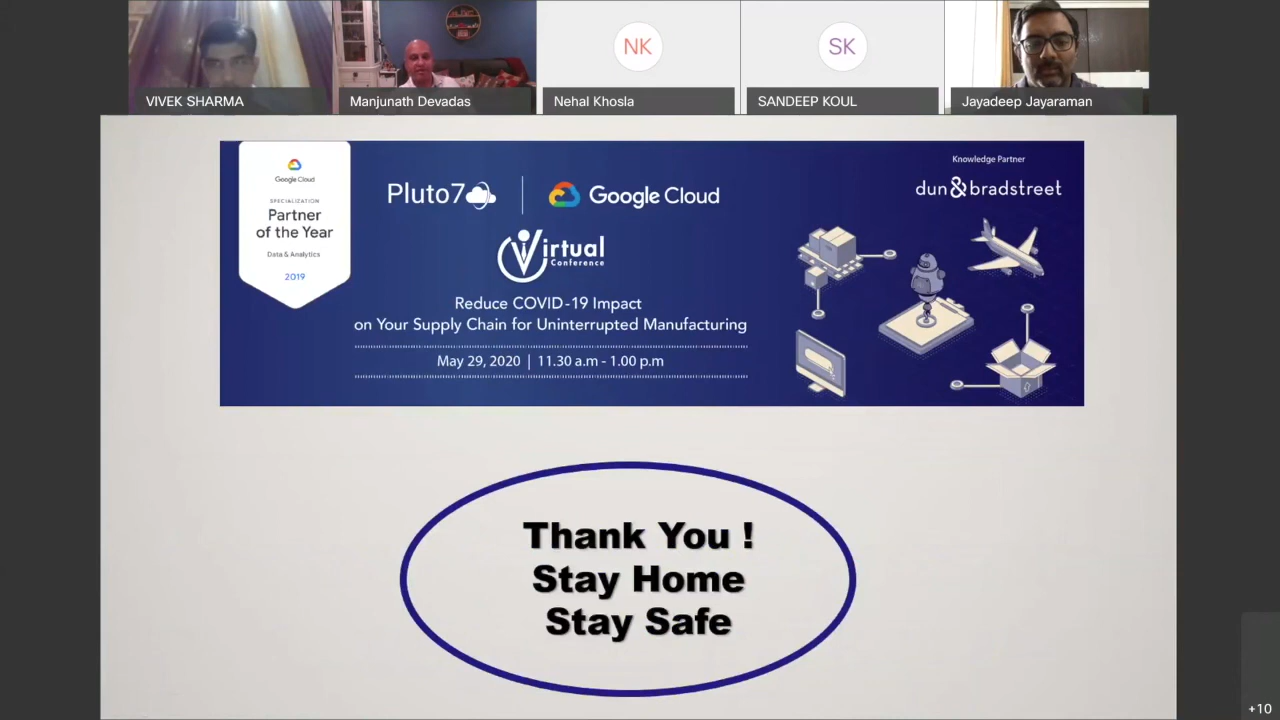 VIVEK SHARMA
Manjunath Devadas
NK
Nehal Khosla
SK
SANDEEP KOUL
Jayadeep Jayaraman
Google Cloud
SPECIALIZATION
Partner
of the Year
Data & Analytics
2019
Pluto7
Google Cloud
Virtual
Conference
Reduce COVID-19 Impact
on Your Supply Chain for Uninterrupted Manufacturing
May 29, 2020 | 11.30 a.m - 1.00 p.m
Knowledge Partner
dun & bradstreet
Thank You !
Stay Home
Stay Safe
+10